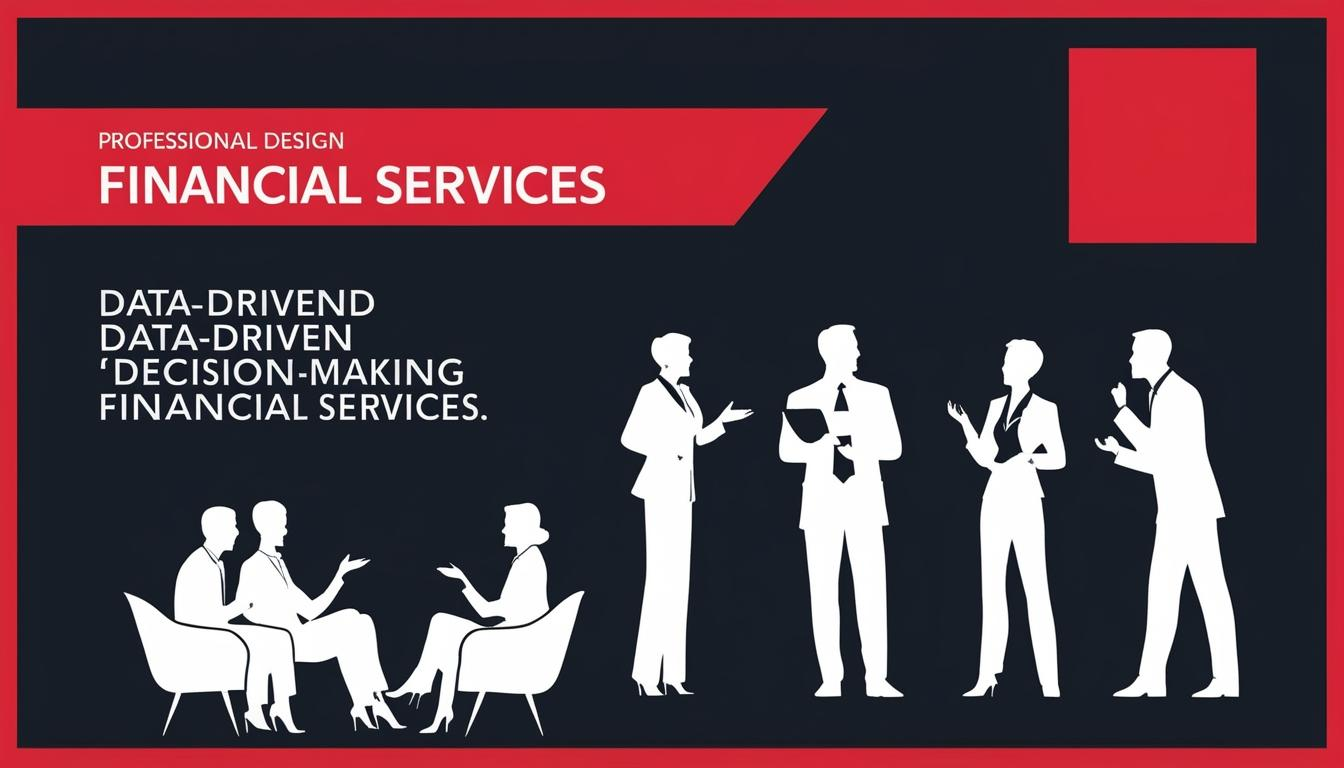 PROFESSIONAL DESIGN
FINANCIAL SERVICES
DATA-DRIVEND
DATA-DRIVEN
‘DECISION-MAKING
FINANCIAL SERVICES.